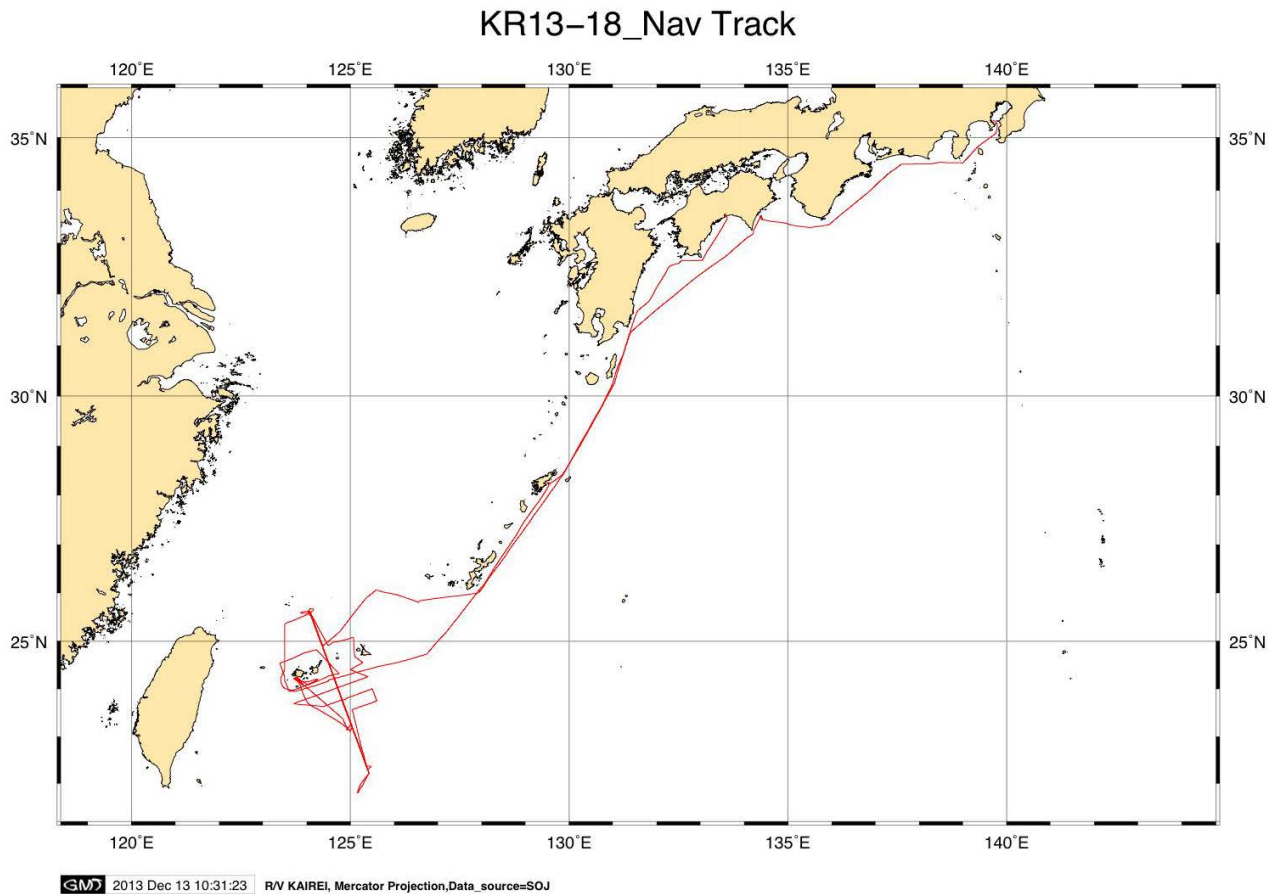 KR13−18_Nav Track
120˚E 125˚E 130˚E 135˚E 140˚E
35˚N 35˚N
30˚N 30˚N
25˚N 25˚N
120˚E 125˚E 130˚E 135˚E 140˚E
GMT 2013 Dec 13 10:31:23 R/V KAIREI, Mercator Projection,Data_source=SOJ